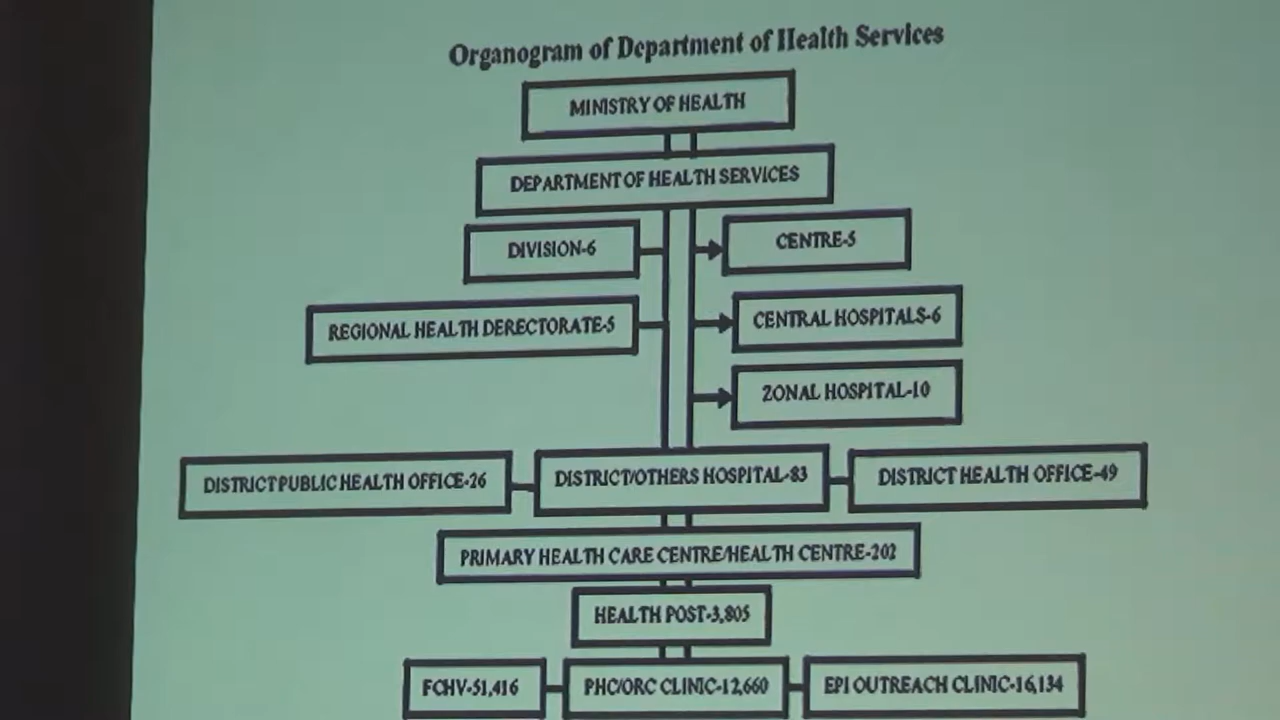 Organogram of Department of Health Services
MINISTRY OF HEALTH
DEPARTMENT OF HEALTH SERVICES
DIVISION-6
CENTRE-5
REGIONAL HEALTH DERECTORATE-5
CENTRAL HOSPITALS-6
ZONAL HOSPITAL-10
DISTRICT PUBLIC HEALTH OFFICE-26
DISTRICT/OTHERS HOSPITAL-83
DISTRICT HEALTH OFFICE-49
PRIMARY HEALTH CARE CENTRE/HEALTH CENTRE-202
HEALTH POST-3,805
FCHV-51,416
PHC/ORC CLINIC-12,660
EPI OUTREACH CLINIC-16,134